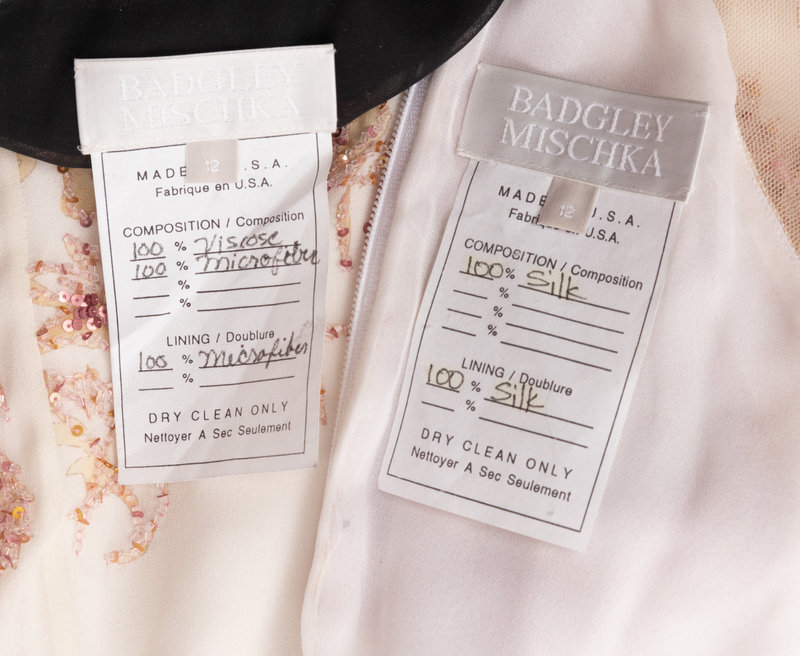 BADGLEY
MISCHKA
12
MADE U.S.A.
Fabrique en U.S.A.
COMPOSITION / Composition
100 % Viscose
100 % Microfibre
%
%
LINING / Doublure
100 % Microfiber
%
DRY CLEAN ONLY
Nettoyer A Sec Seulement
BADGLEY
MISCHKA
12
MADE U.S.A.
Fabrique en U.S.A.
COMPOSITION / Composition
100 % Silk
%
%
%
LINING / Doublure
100 % Silk
%
DRY CLEAN ONLY
Nettoyer A Sec Seulement